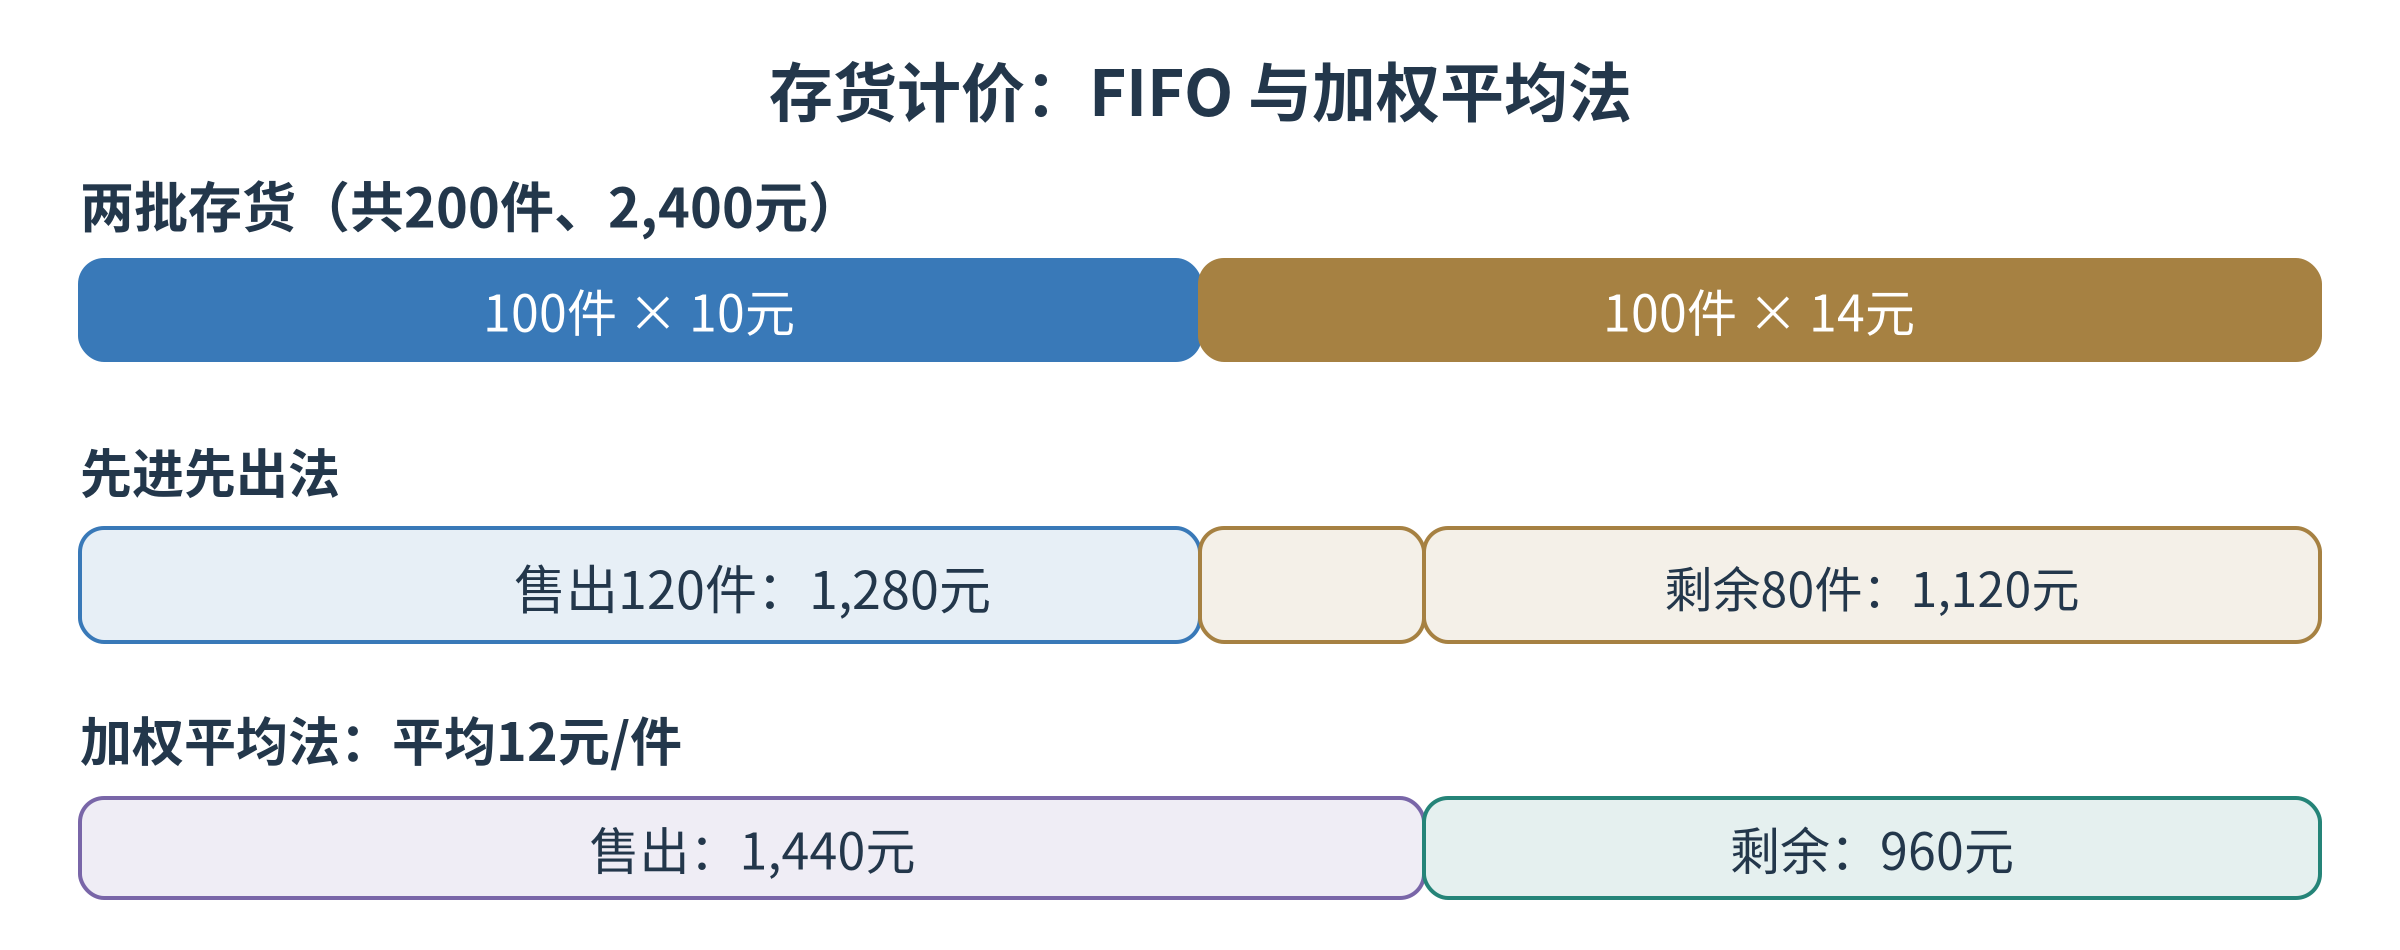 存货计价：FIFO 与加权平均法
两批存货（共200件、2,400元）
100件 × 10元
100件 × 14元
先进先出法
售出120件：1,280元
剩余80件：1,120元
加权平均法：平均12元/件
售出：1,440元
剩余：960元